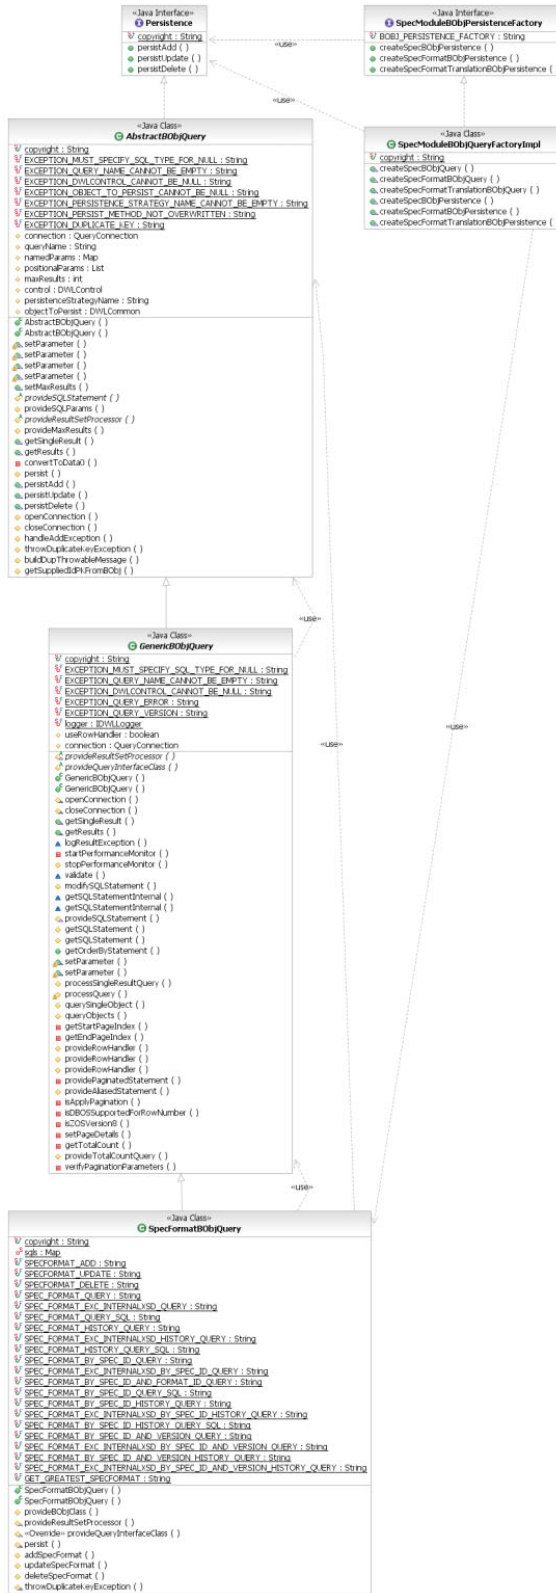 «Java Interface»
Persistence
copyright : String
persistAdd ( )
persistUpdate ( )
persistDelete ( )
«use»
«Java Interface»
SpecModuleBObjPersistenceFactory
BOBJ_PERSISTENCE_FACTORY : String
createSpecBObjPersistence ( )
createSpecFormatBObjPersistence ( )
createSpecFormatTranslationBObjPersistence ( )
«use»
«Java Class»
AbstractBObjQuery
copyright : String
EXCEPTION_MUST_SPECIFY_SQL_TYPE_FOR_NULL : String
EXCEPTION_QUERY_NAME_CANNOT_BE_EMPTY : String
EXCEPTION_DWLCONTROL_CANNOT_BE_NULL : String
EXCEPTION_OBJECT_TO_PERSIST_CANNOT_BE_NULL : String
EXCEPTION_PERSISTENCE_STRATEGY_NAME_CANNOT_BE_EMPTY : String
EXCEPTION_PERSIST_METHOD_NOT_OVERWRITTEN : String
EXCEPTION_DUPLICATE_KEY : String
connection : QueryConnection
queryName : String
namedParams : Map
positionalParams : List
maxResults : int
control : DWLControl
persistenceStrategyName : String
objectToPersist : DWLCommon
AbstractBObjQuery ( )
AbstractBObjQuery ( )
setParameter ( )
setParameter ( )
setParameter ( )
setParameter ( )
setMaxResults ( )
provideSQLStatement ( )
provideSQLParams ( )
provideResultSetProcessor ( )
provideMaxResults ( )
getSingleResult ( )
getResults ( )
convertToData0 ( )
persist ( )
persistAdd ( )
persistUpdate ( )
persistDelete ( )
openConnection ( )
closeConnection ( )
handleAddException ( )
throwDuplicateKeyException ( )
buildDupThrowableMessage ( )
getSuppliedIdPKFromBObj ( )
«Java Class»
SpecModuleBObjQueryFactoryImpl
copyright : String
createSpecBObjQuery ( )
createSpecFormatBObjQuery ( )
createSpecFormatTranslationBObjQuery ( )
createSpecBObjPersistence ( )
createSpecFormatBObjPersistence ( )
createSpecFormatTranslationBObjPersistence ( )
«use»
«Java Class»
GenericBObjQuery
copyright : String
EXCEPTION_MUST_SPECIFY_SQL_TYPE_FOR_NULL : String
EXCEPTION_QUERY_NAME_CANNOT_BE_EMPTY : String
EXCEPTION_DWLCONTROL_CANNOT_BE_NULL : String
EXCEPTION_QUERY_ERROR : String
EXCEPTION_QUERY_VERSION : String
logger : IDWLLogger
useRowHandler : boolean
connection : QueryConnection
provideResultSetProcessor ( )
provideQueryInterfaceClass ( )
GenericBObjQuery ( )
GenericBObjQuery ( )
openConnection ( )
closeConnection ( )
getSingleResult ( )
getResults ( )
logResultException ( )
startPerformanceMonitor ( )
stopPerformanceMonitor ( )
validate ( )
modifySQLStatement ( )
getSQLStatementInternal ( )
getSQLStatementInternal ( )
provideSQLStatement ( )
getSQLStatement ( )
getSQLStatement ( )
getOrderByStatement ( )
setParameter ( )
setParameter ( )
processSingleResultQuery ( )
processQuery ( )
querySingleObject ( )
queryObjects ( )
getStartPageIndex ( )
getEndPageIndex ( )
provideRowHandler ( )
provideRowHandler ( )
provideRowHandler ( )
providePaginatedStatement ( )
provideAliasedStatement ( )
isApplyPagination ( )
isDBOSSupportedForRowNumber ( )
isZOSVersion8 ( )
setPageDetails ( )
getTotalCount ( )
provideTotalCountQuery ( )
verifyPaginationParameters ( )
«use»
«use»
«use»
«Java Class»
SpecFormatBObjQuery
copyright : String
sqls : Map
SPECFORMAT_ADD : String
SPECFORMAT_UPDATE : String
SPECFORMAT_DELETE : String
SPEC_FORMAT_QUERY : String
SPEC_FORMAT_EXC_INTERNALXSD_QUERY : String
SPEC_FORMAT_QUERY_SQL : String
SPEC_FORMAT_HISTORY_QUERY : String
SPEC_FORMAT_EXC_INTERNALXSD_HISTORY_QUERY : String
SPEC_FORMAT_HISTORY_QUERY_SQL : String
SPEC_FORMAT_BY_SPEC_ID_QUERY : String
SPEC_FORMAT_EXC_INTERNALXSD_BY_SPEC_ID_QUERY : String
SPEC_FORMAT_BY_SPEC_ID_AND_FORMAT_ID_QUERY : String
SPEC_FORMAT_BY_SPEC_ID_QUERY_SQL : String
SPEC_FORMAT_BY_SPEC_ID_HISTORY_QUERY : String
SPEC_FORMAT_EXC_INTERNALXSD_BY_SPEC_ID_HISTORY_QUERY : String
SPEC_FORMAT_BY_SPEC_ID_HISTORY_QUERY_SQL : String
SPEC_FORMAT_BY_SPEC_ID_AND_VERSION_QUERY : String
SPEC_FORMAT_EXC_INTERNALXSD_BY_SPEC_ID_AND_VERSION_QUERY : String
SPEC_FORMAT_BY_SPEC_ID_AND_VERSION_HISTORY_QUERY : String
SPEC_FORMAT_EXC_INTERNALXSD_BY_SPEC_ID_AND_VERSION_HISTORY_QUERY : String
GET_GREATEST_SPECFORMAT : String
SpecFormatBObjQuery ( )
SpecFormatBObjQuery ( )
provideBObjClass ( )
provideResultSetProcessor ( )
«Override» provideQueryInterfaceClass ( )
persist ( )
addSpecFormat ( )
updateSpecFormat ( )
deleteSpecFormat ( )
throwDuplicateKeyException ( )